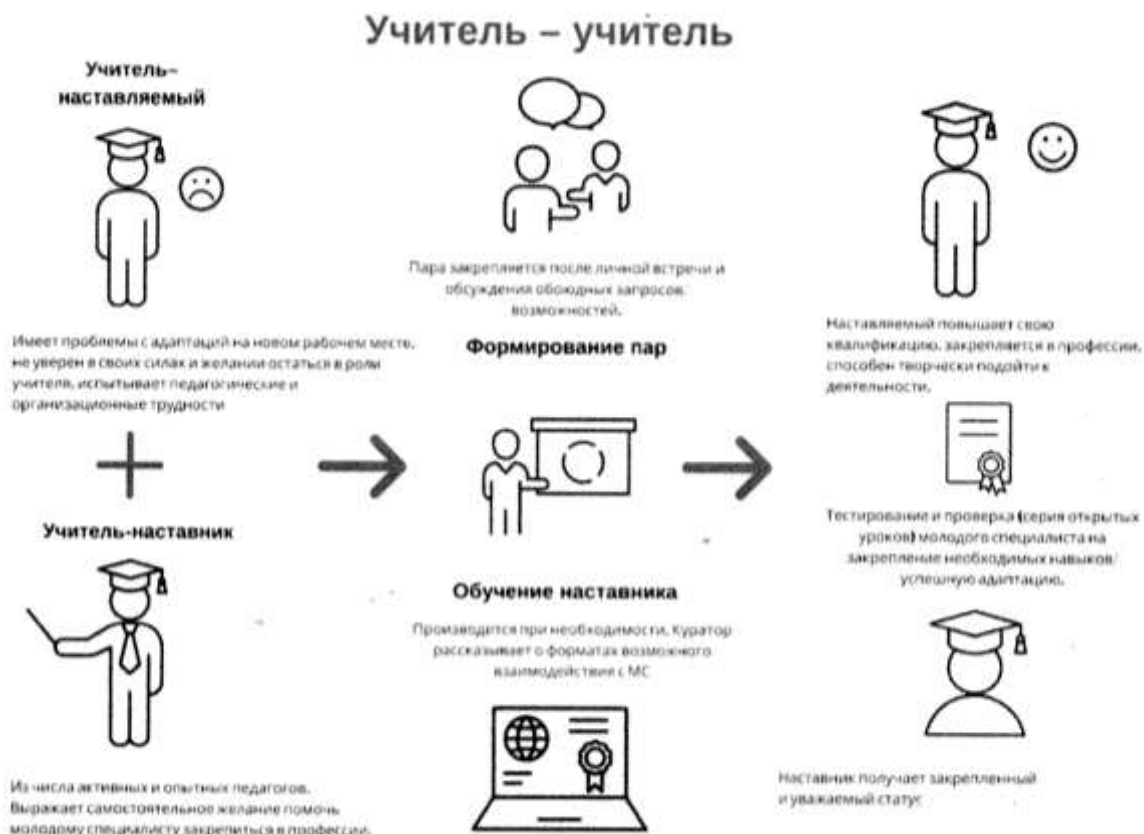 Учитель – учитель
Учитель–
наставляемый
Имеет проблемы с адаптаций на новом рабочем месте,
не уверен в своих силах и желании остаться в роли
учителя, испытывает педагогические и
организационные трудности
Учитель-наставник
Из числа активных и опытных педагогов.
Выражает самостоятельное желание помочь
молодому специалисту закрепиться в профессии.
Пара закрепляется после личной встречи и
обсуждения обоюдных запросов/
возможностей.
Формирование пар
Обучение наставника
Производется при необходимости. Куратор
рассказывает о форматах возможного
взаимодействия с МС
Наставляемый повышает свою
квалификацию, закрепляется в профессии,
способен творчески подойти к
деятельности.
Тестирование и проверка (серия открытых
уроков) молодого специалиста на
закрепление необходимых навыков/
успешную адаптацию.
Наставник получает закрепленный
и уважаемый статус